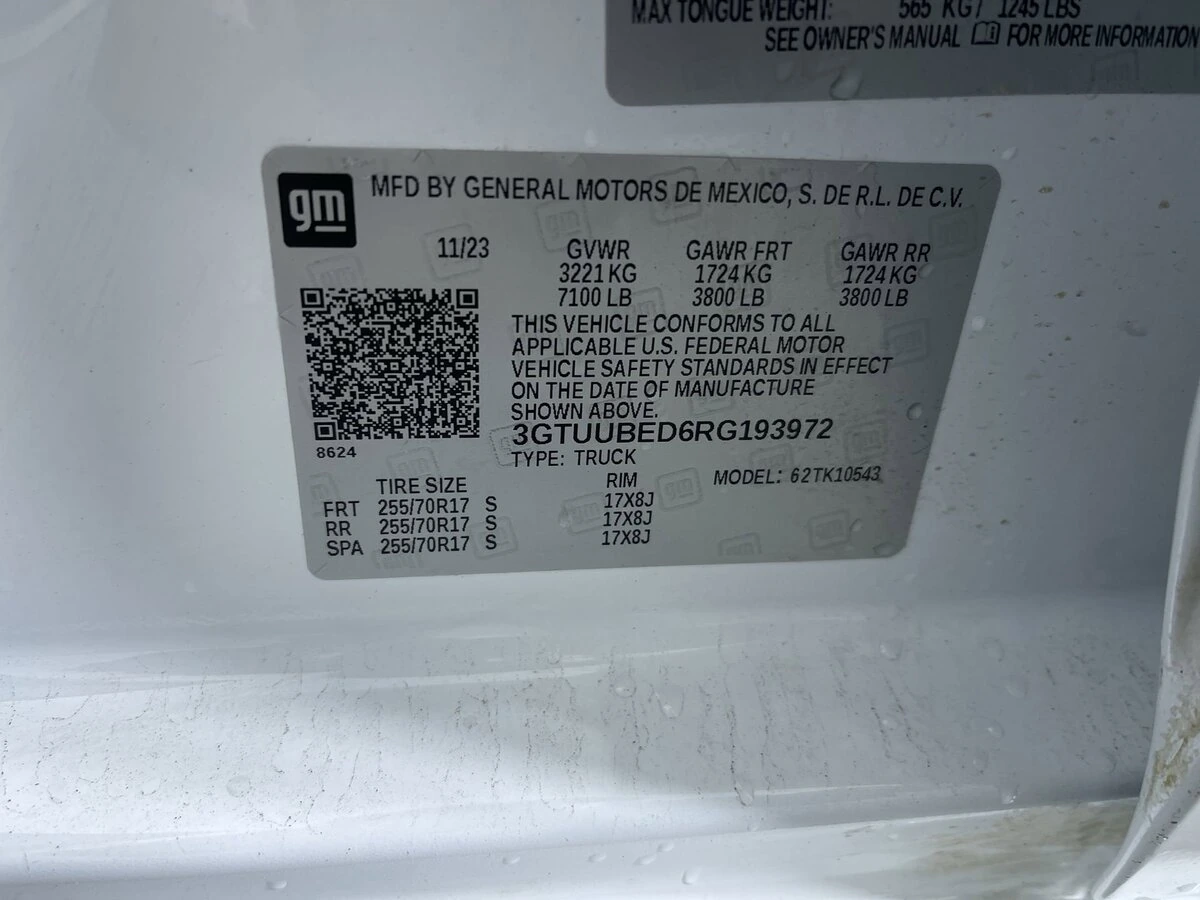 MAX TONGUE WEIGHT: 565 KG / 1245 LBS
SEE OWNER'S MANUAL FOR MORE INFORMATION
gm
MFD BY GENERAL MOTORS DE MEXICO, S. DE R.L. DE C.V.
11/23 GVWR GAWR FRT GAWR RR
3221 KG 1724 KG 1724 KG
7100 LB 3800 LB 3800 LB
THIS VEHICLE CONFORMS TO ALL
APPLICABLE U.S. FEDERAL MOTOR
VEHICLE SAFETY STANDARDS IN EFFECT
ON THE DATE OF MANUFACTURE
SHOWN ABOVE.
3GTUUBED6RG193972
8624
TYPE: TRUCK
MODEL: 62TK10543
TIRE SIZE RIM
FRT 255/70R17 S 17X8J
RR 255/70R17 S 17X8J
SPA 255/70R17 S 17X8J